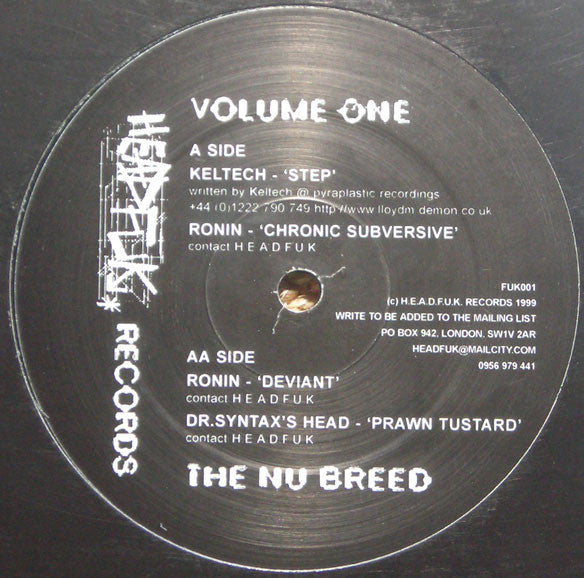 VOLUME ONE
A SIDE
KELTECH - ‘STEP’
written by Keltech @ pyraplastic recordings
+44 (0)1222 790 749 http://www.lloydm demon co uk
RONIN - ‘CHRONIC SUBVERSIVE’
contact H E A D F U K
HEADFUK* RECORDS
FUK001
(c) H.E.A.D.F.U.K. RECORDS 1999
WRITE TO BE ADDED TO THE MAILING LIST
PO BOX 942, LONDON, SW1V 2AR
HEADFUK@MAILCITY.COM
0956 979 441
AA SIDE
RONIN - ‘DEVIANT’
contact H E A D F U K
DR.SYNTAX'S HEAD - ‘PRAWN TUSTARD’
contact H E A D F U K
THE NU BREED